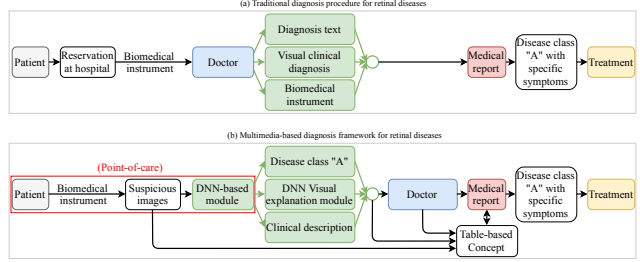 (a) Traditional diagnosis procedure for retinal diseases
Patient
Reservation
at hospital
Biomedical
instrument
Doctor
Diagnosis text
Visual clinical
diagnosis
Biomedical
instrument
Medical
report
Disease class
"A" with
specific
symptoms
Treatment
(b) Multimedia-based diagnosis framework for retinal diseases
(Point-of-care)
Patient
Biomedical
instrument
Suspicious
images
DNN-based
module
Disease class "A"
DNN Visual
explanation module
Clinical description
Doctor
Medical
report
Disease class
"A" with
specific
symptoms
Treatment
Table-based
Concept